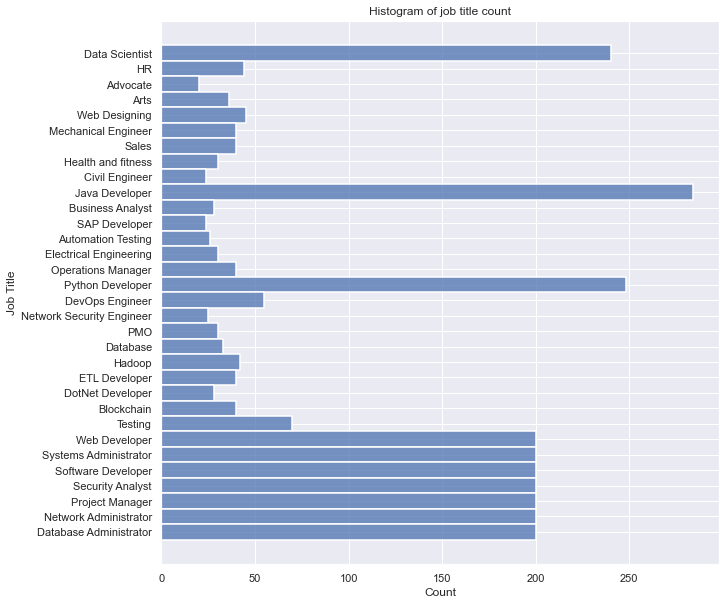 Histogram of job title count
Job Title
Data Scientist
HR
Advocate
Arts
Web Designing
Mechanical Engineer
Sales
Health and fitness
Civil Engineer
Java Developer
Business Analyst
SAP Developer
Automation Testing
Electrical Engineering
Operations Manager
Python Developer
DevOps Engineer
Network Security Engineer
PMO
Database
Hadoop
ETL Developer
DotNet Developer
Blockchain
Testing
Web Developer
Systems Administrator
Software Developer
Security Analyst
Project Manager
Network Administrator
Database Administrator
0 50 100 150 200 250
Count